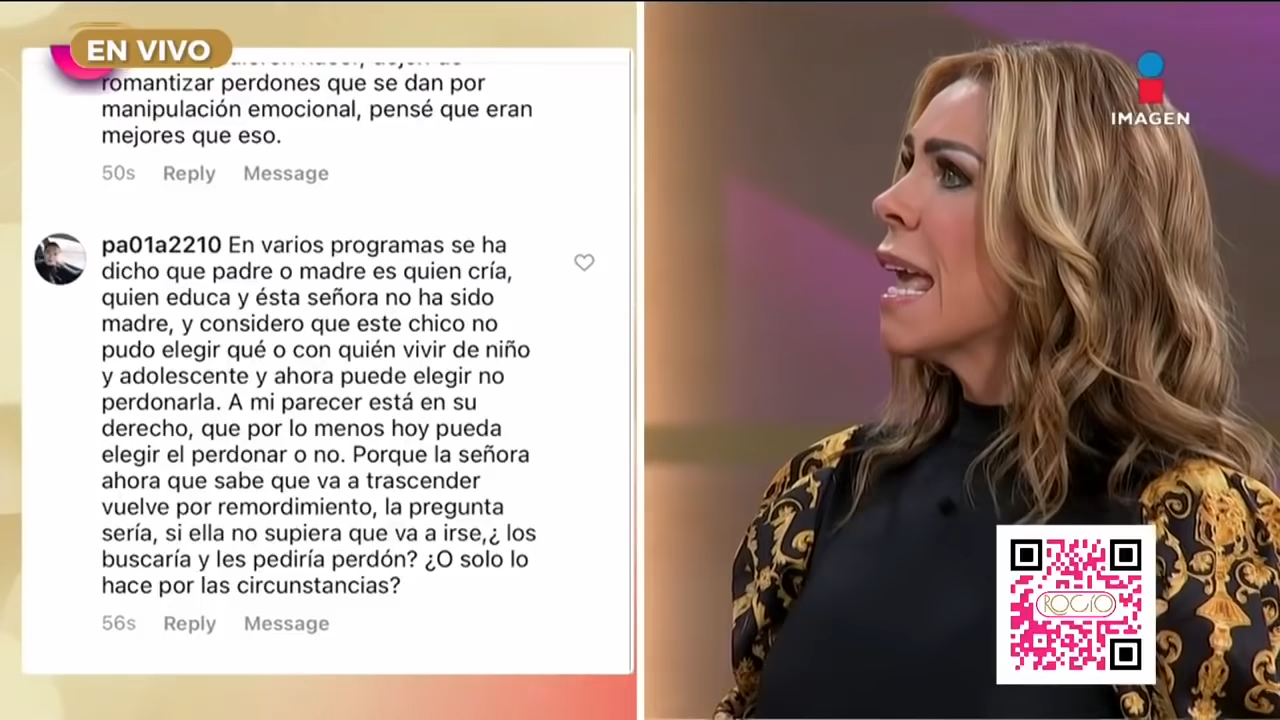 EN VIVO
romantizar perdones que se dan por
manipulación emocional, pensé que eran
mejores que eso.
50s Reply Message
pa01a2210 En varios programas se ha
dicho que padre o madre es quien cría,
quien educa y ésta señora no ha sido
madre, y considero que este chico no
pudo elegir qué o con quién vivir de niño
y adolescente y ahora puede elegir no
perdonarla. A mi parecer está en su
derecho, que por lo menos hoy pueda
elegir el perdonar o no. Porque la señora
ahora que sabe que va a trascender
vuelve por remordimiento, la pregunta
sería, si ella no supiera que va a irse,¿ los
buscaría y les pediría perdón? ¿O solo lo
hace por las circunstancias?
56s Reply Message
IMAGEN
ROCÍO